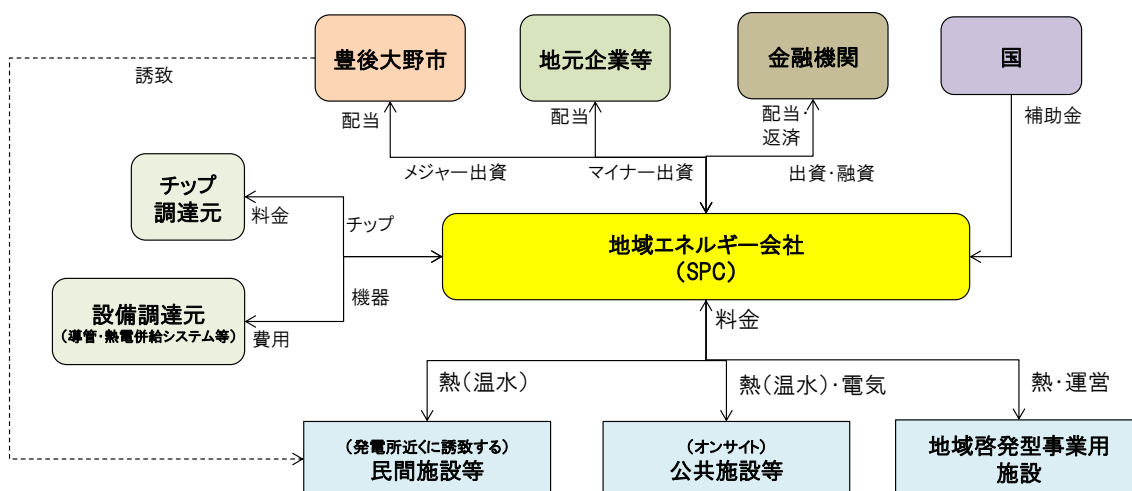 豊後大野市
地元企業等
金融機関
国
誘致
配当
配当
配当・
返済
補助金
メジャー出資
マイナー出資
出資・融資
チップ
調達元
料金
チップ
地域エネルギー会社
(SPC)
設備調達元
(導管・熱電併給システム等)
機器
費用
料金
熱(温水)
熱(温水)・電気
熱・運営
(発電所近くに誘致する)
民間施設等
(オンサイト)
公共施設等
地域啓発型事業用
施設